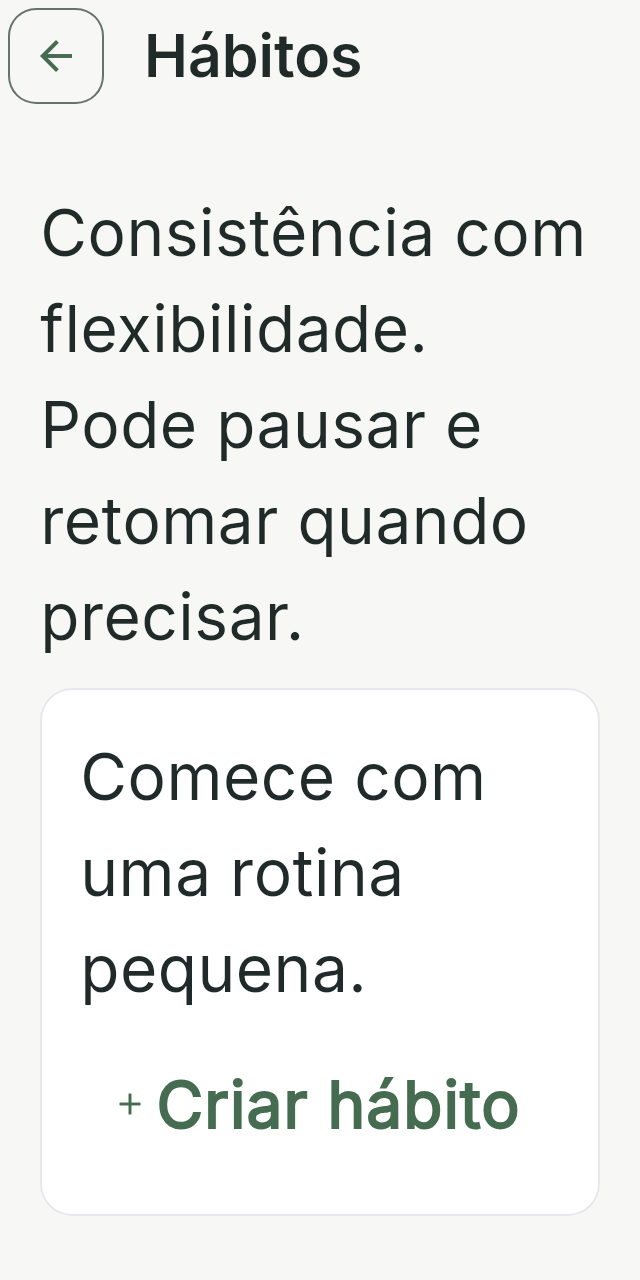 Hábitos
Consistência com
flexibilidade.
Pode pausar e
retomar quando
precisar.
Comece com
uma rotina
pequena.
+ Criar hábito